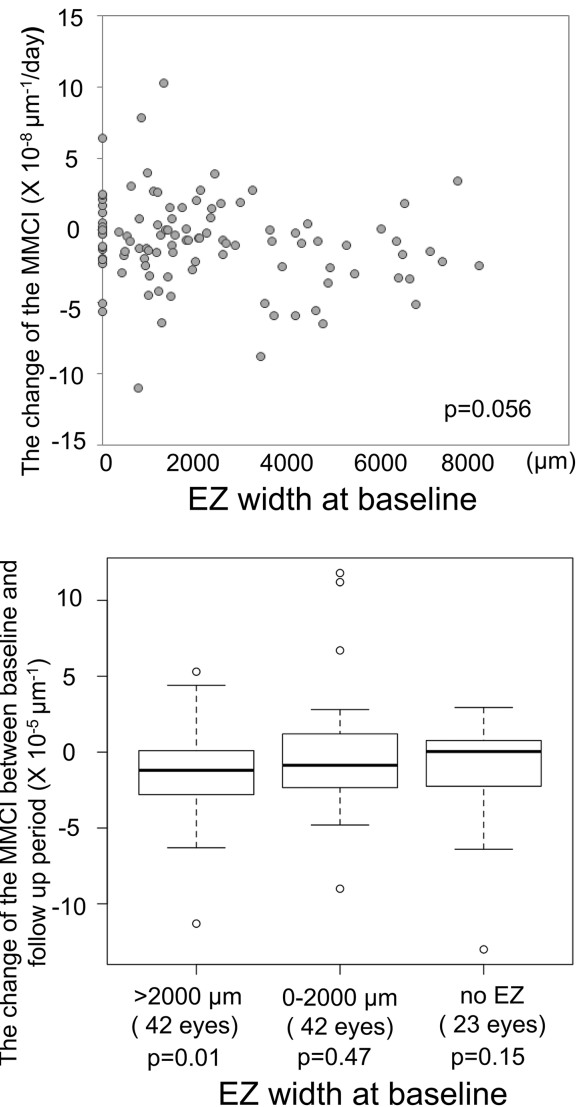 The change of the MMCI (X 10⁻⁸ µm⁻¹/day)
15
10
5
0
-5
-10
-15
p=0.056
0 2000 4000 6000 8000 (µm)
EZ width at baseline
The change of the MMCI between baseline and
follow up period (X 10⁻⁵ µm⁻¹)
10
5
0
-5
-10
>2000 µm 0-2000 µm no EZ
( 42 eyes) ( 42 eyes) ( 23 eyes)
p=0.01 p=0.47 p=0.15
EZ width at baseline